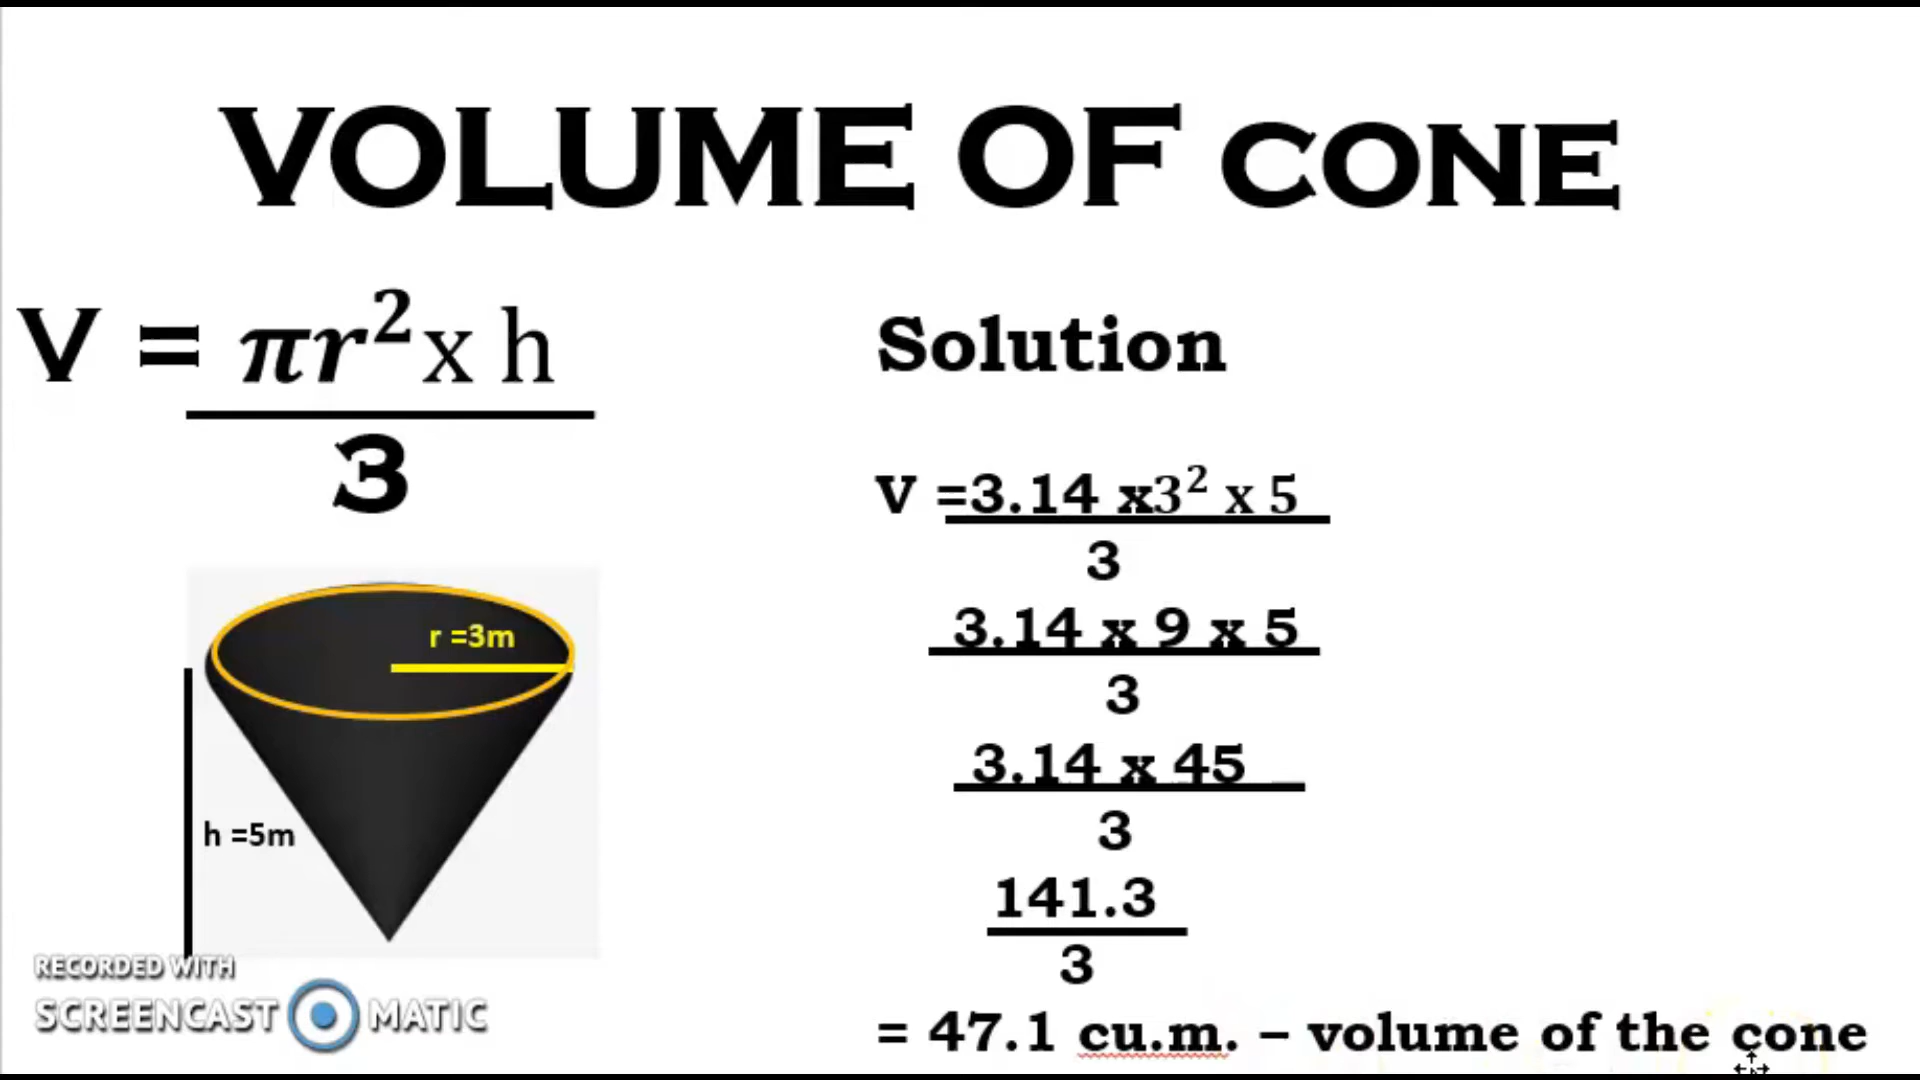 VOLUME OF CONE
V = πr² x h
3
r =3m
h =5m
RECORDED WITH
SCREENCAST MATIC
Solution
V =3.14 x3² x 5
3
3.14 x 9 x 5
3
3.14 x 45
3
141.3
3
= 47.1 cu.m. – volume of the cone